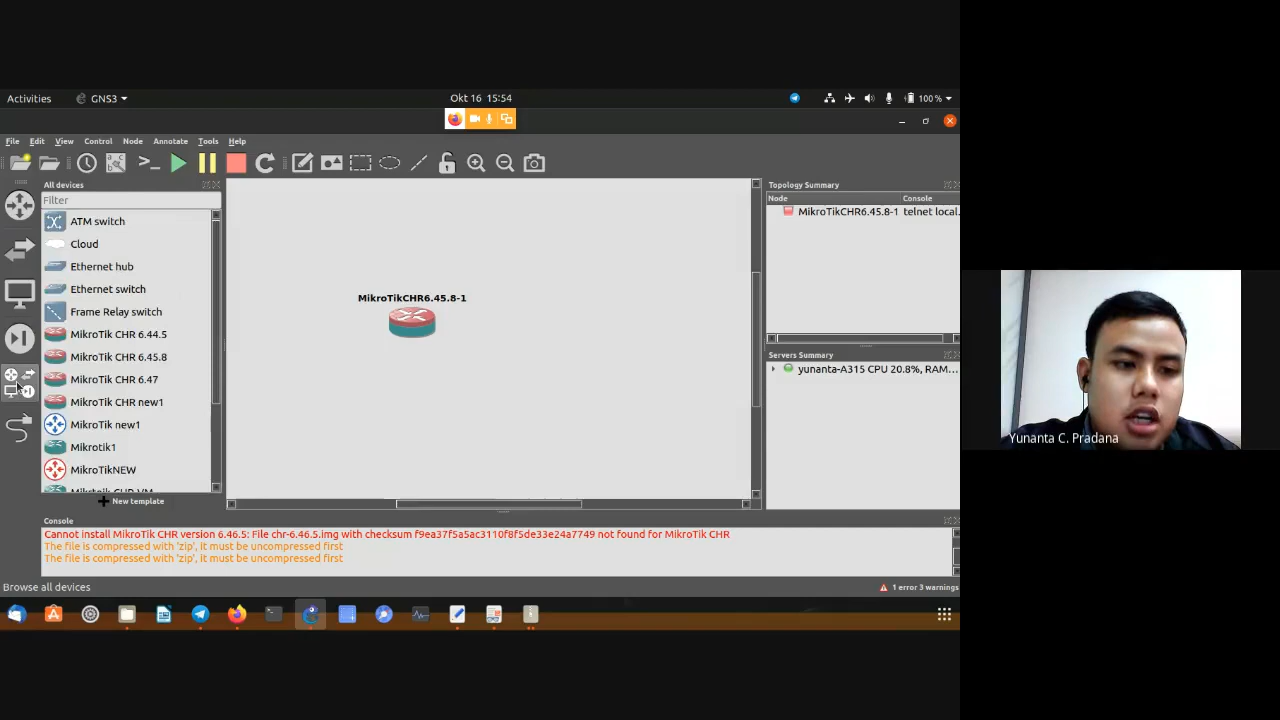 Activities GNS3 Okt 16 15:54 100 %
File Edit View Control Node Annotate Tools Help
All devices
Filter
ATM switch
Cloud
Ethernet hub
Ethernet switch
Frame Relay switch
MikroTik CHR 6.44.5
MikroTik CHR 6.45.8
MikroTik CHR 6.47
MikroTik CHR new1
MikroTik new1
Mikrotik1
MikroTikNEW
New template
MikroTikCHR6.45.8-1
Topology Summary
Node Console
MikroTikCHR6.45.8-1 telnet local...
Servers Summary
yunanta-A315 CPU 20.8%, RAM...
Console
Cannot install MikroTik CHR version 6.46.5: File chr-6.46.5.img with checksum f9ea37f5a5ac3110f8f5de33e24a7749 not found for MikroTik CHR
The file is compressed with 'zip', it must be uncompressed first
The file is compressed with 'zip', it must be uncompressed first
Browse all devices 1 error 3 warnings
Yunanta C. Pradana